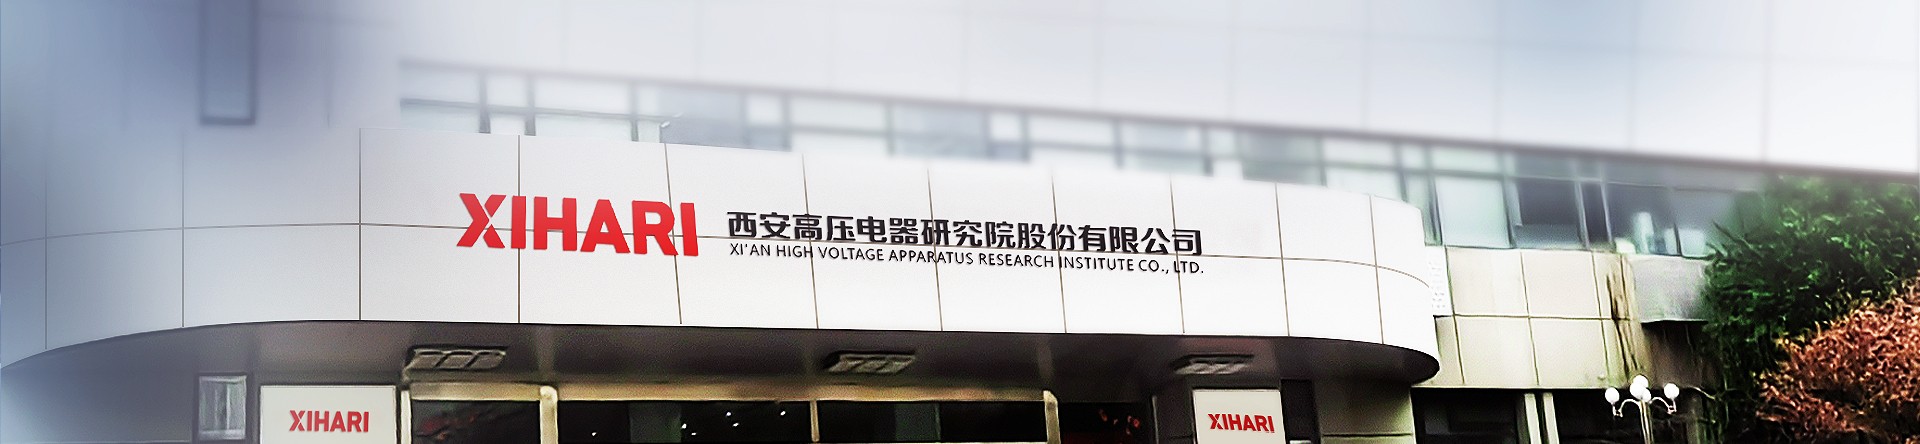 XIHARI
西安高压电器研究院股份有限公司
XI'AN HIGH VOLTAGE APPARATUS RESEARCH INSTITUTE CO., LTD.
XIHARI
XIHARI